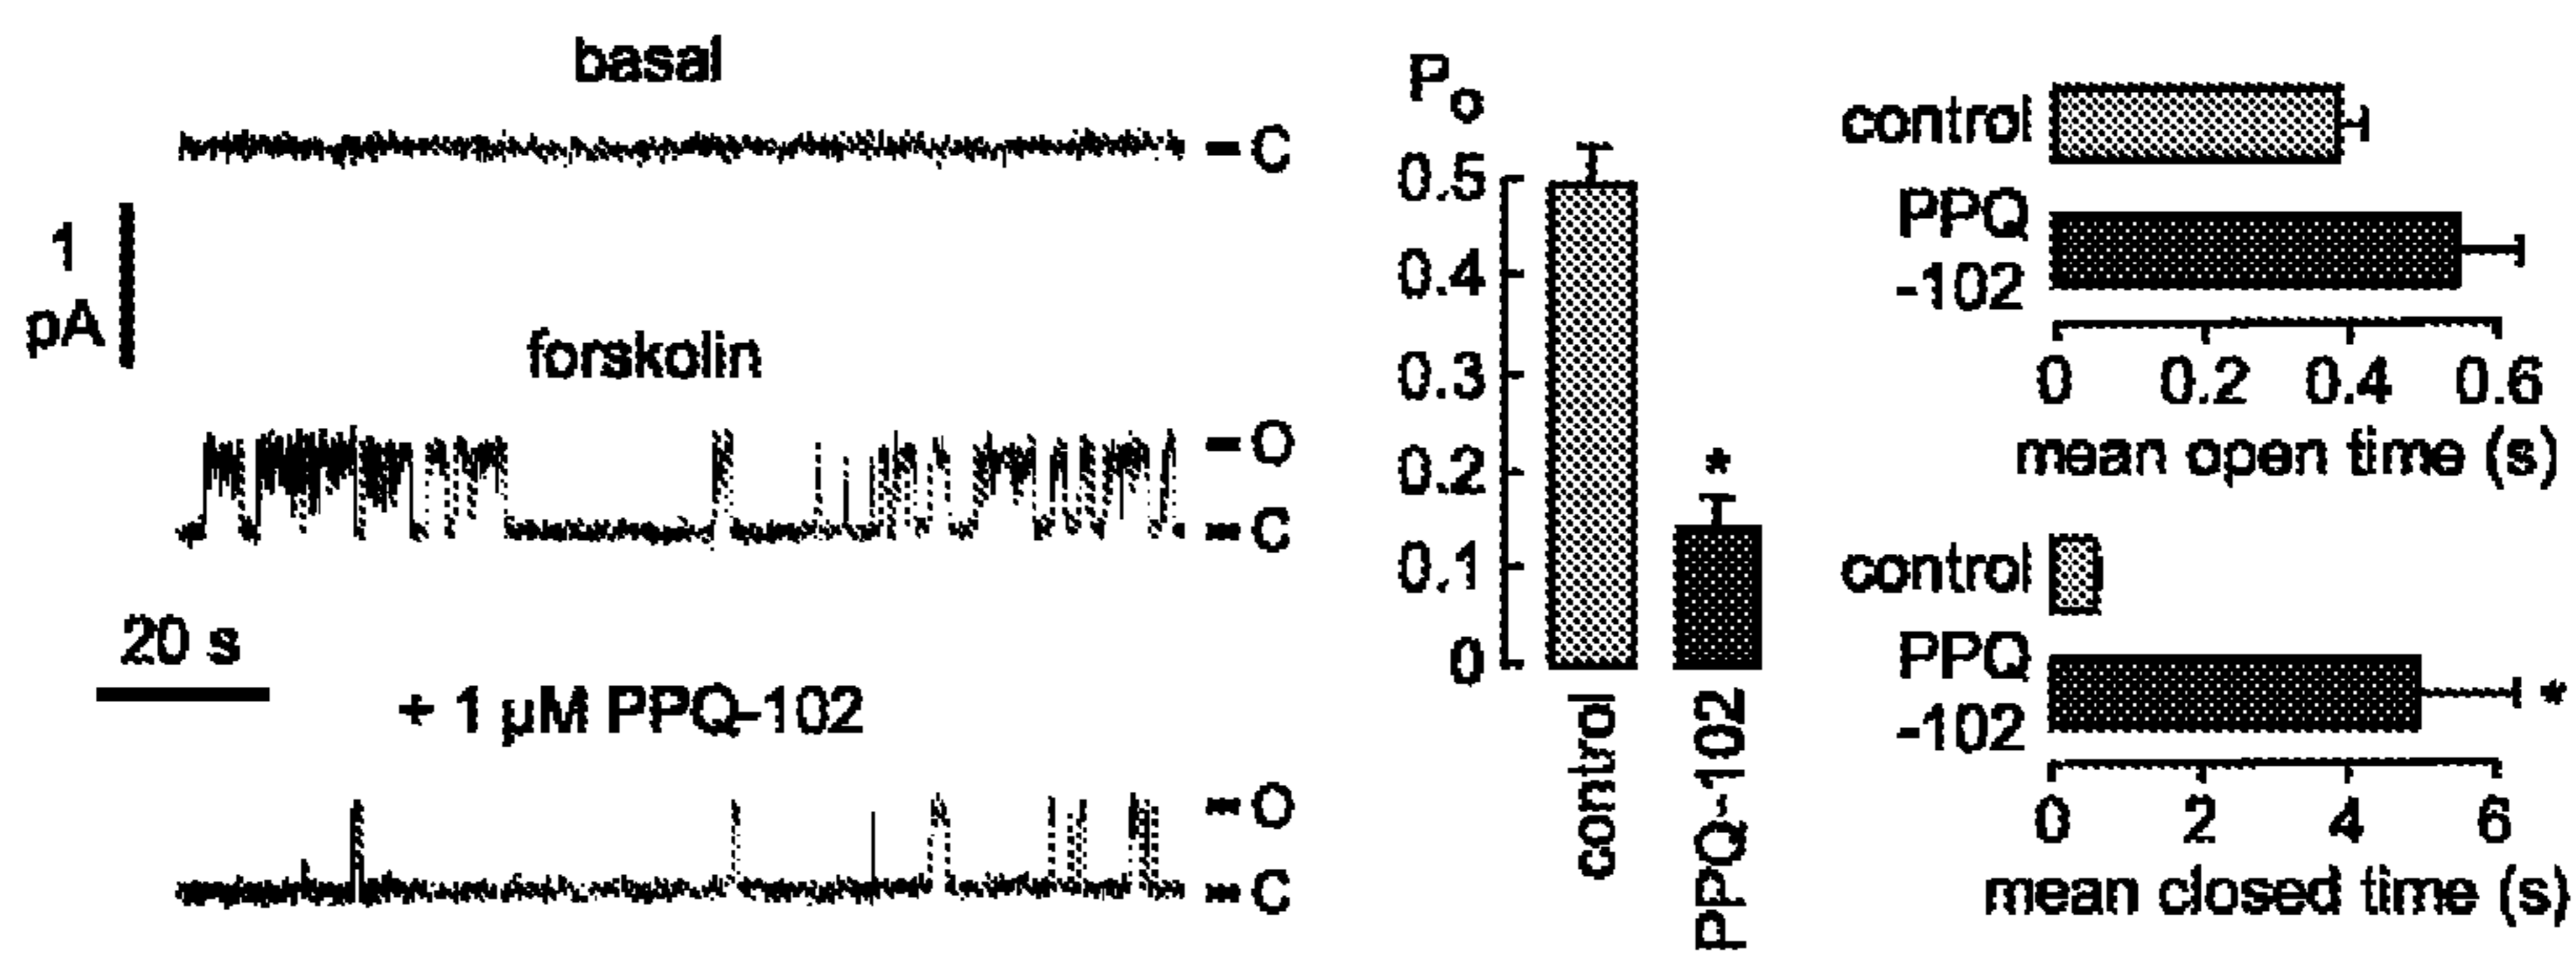 basal
C
1
pA
forskolin
O
C
20 s
+ 1 µM PPQ-102
O
C
Po
0.5
0.4
0.3
0.2
0.1
0
*
control
PPQ-102
control
PPQ
-102
0 0.2 0.4 0.6
mean open time (s)
control
PPQ
-102
*
0 2 4 6
mean closed time (s)